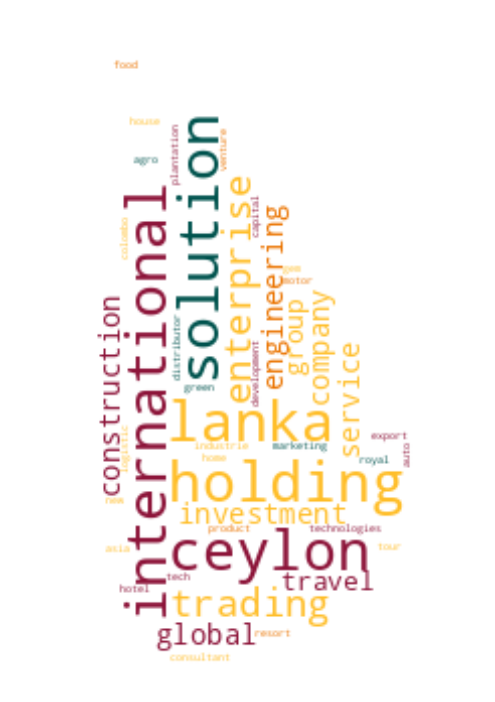 food
house
agro
plantation
solution
venture
international
enterprise
capital
engineering
colombo
gem
motor
construction
distributor
group
company
development
service
green
lanka
logistic
industrie
marketing
export
home
royal
auto
holding
new
investment
product
technologies
asia
ceylon
tour
tech
travel
hotel
trading
global
resort
consultant